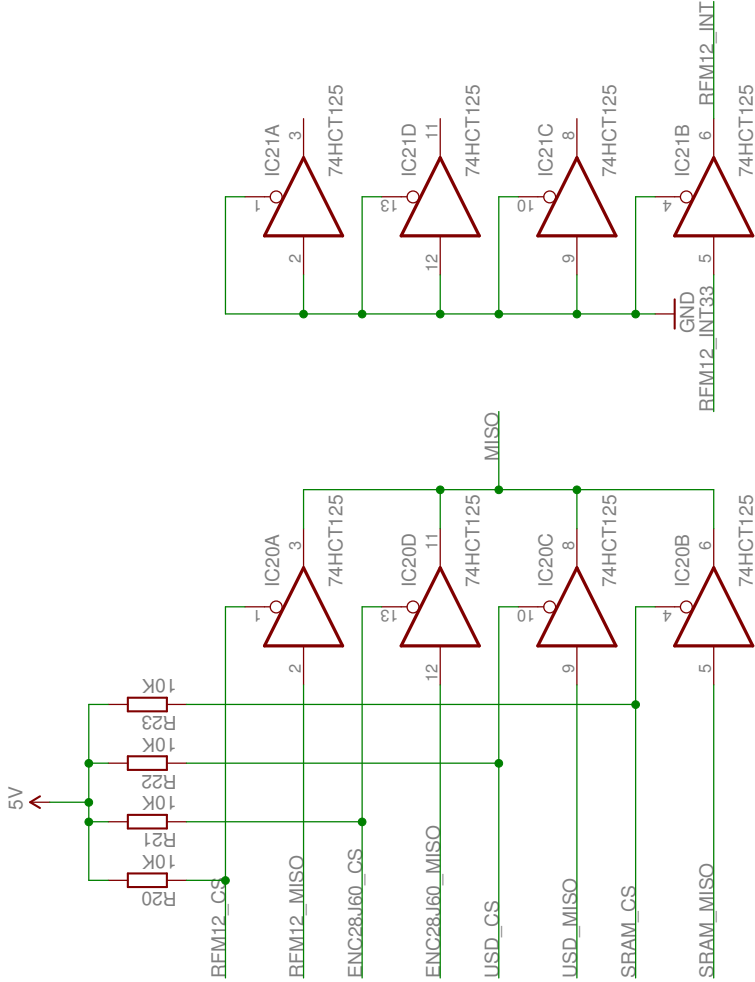 5V
10K
R20
10K
R21
10K
R22
10K
R23
RFM12_CS
RFM12_MISO
ENC28J60_CS
ENC28J60_MISO
USD_CS
USD_MISO
SRAM_CS
SRAM_MISO
IC20A
1
2
3
74HCT125
IC20D
13
12
11
74HCT125
IC20C
10
9
8
74HCT125
IC20B
4
5
6
74HCT125
MISO
IC21A
1
2
3
74HCT125
IC21D
13
12
11
74HCT125
IC21C
10
9
8
74HCT125
IC21B
4
5
6
74HCT125
GND
RFM12_INT33
RFM12_INT